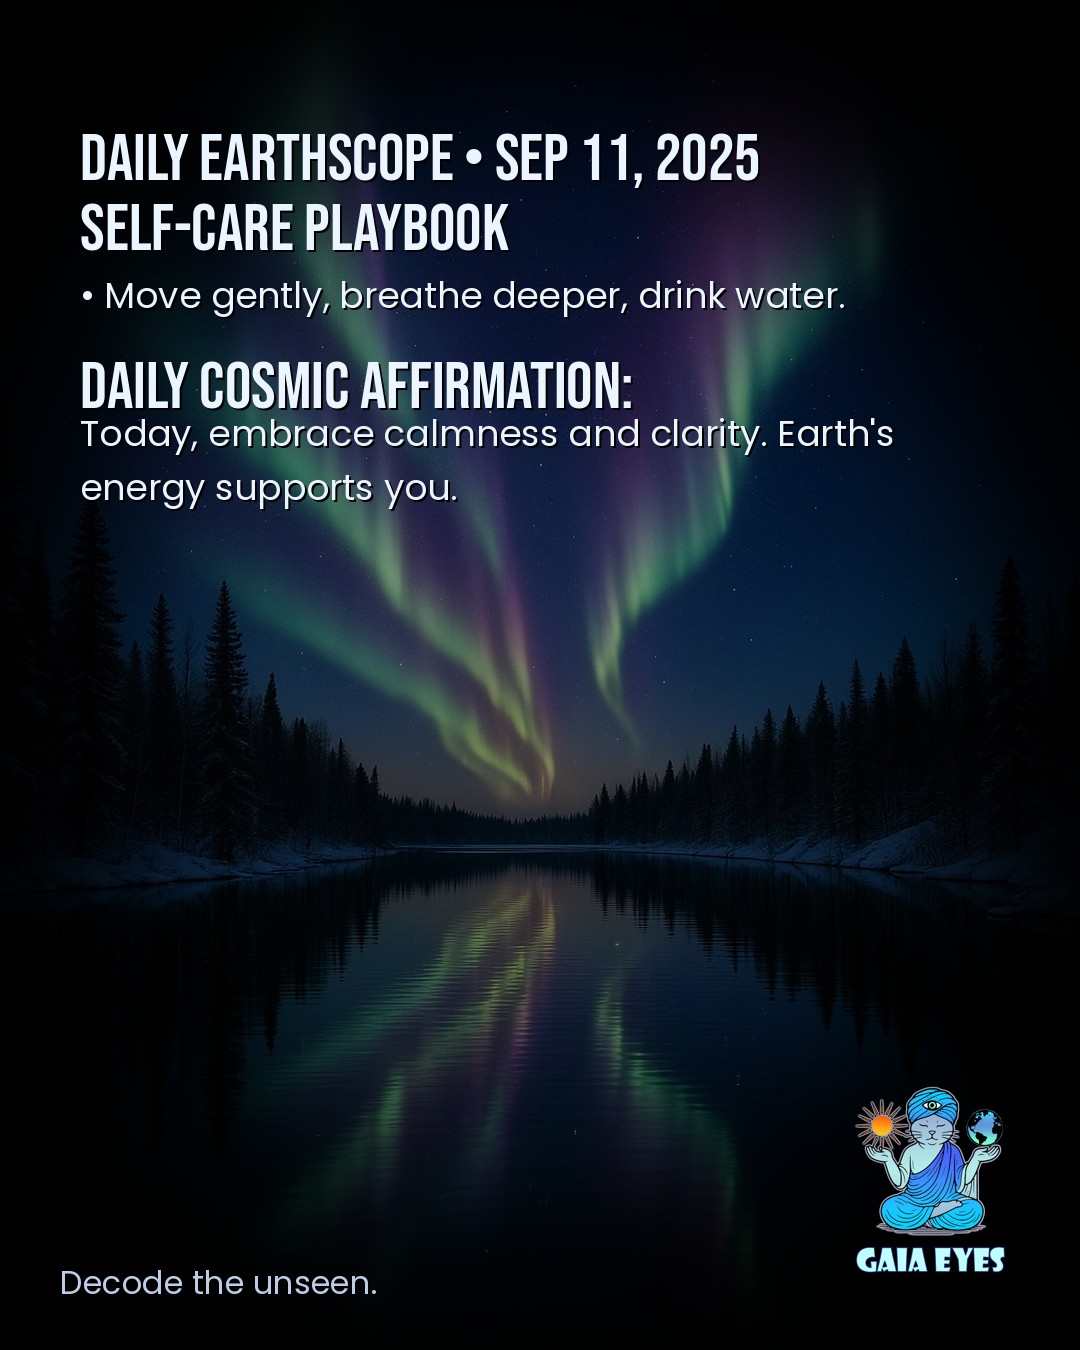 DAILY EARTHSCOPE • SEP 11, 2025
SELF-CARE PLAYBOOK
• Move gently, breathe deeper, drink water.
DAILY COSMIC AFFIRMATION:
Today, embrace calmness and clarity. Earth's
energy supports you.
GAIA EYES
Decode the unseen.